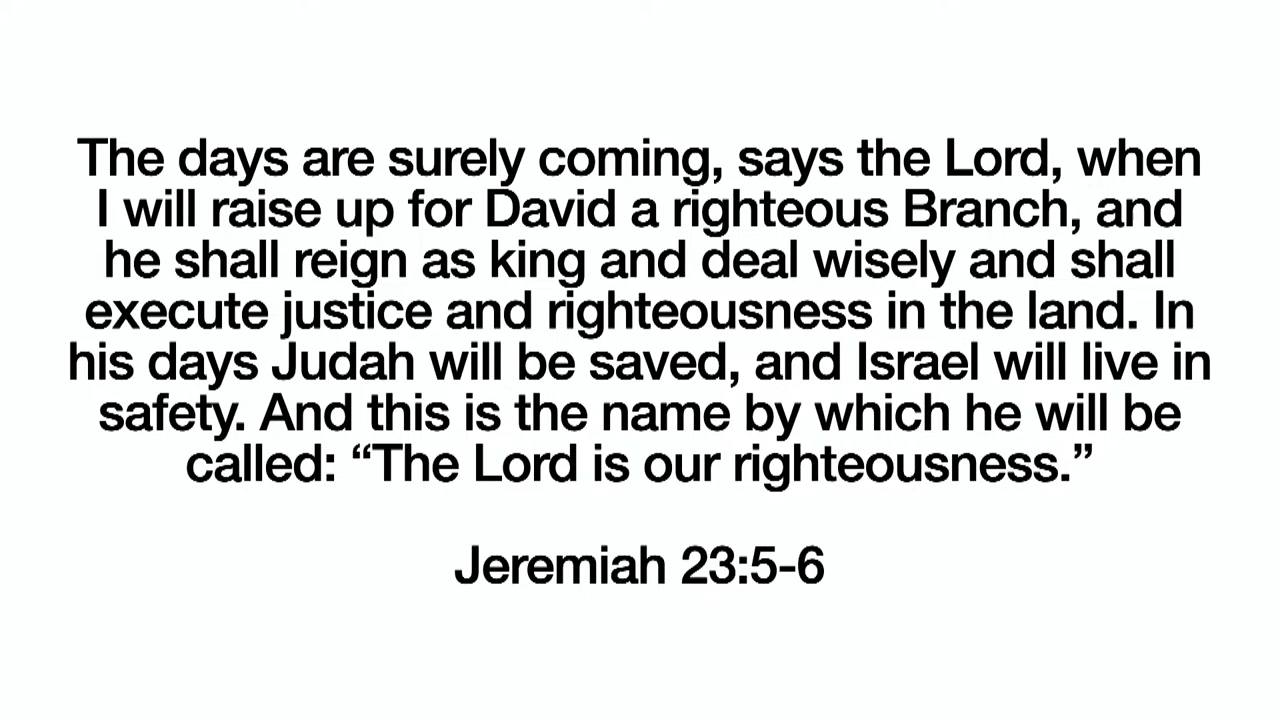 The days are surely coming, says the Lord, when
I will raise up for David a righteous Branch, and
he shall reign as king and deal wisely and shall
execute justice and righteousness in the land. In
his days Judah will be saved, and Israel will live in
safety. And this is the name by which he will be
called: “The Lord is our righteousness.”
Jeremiah 23:5-6